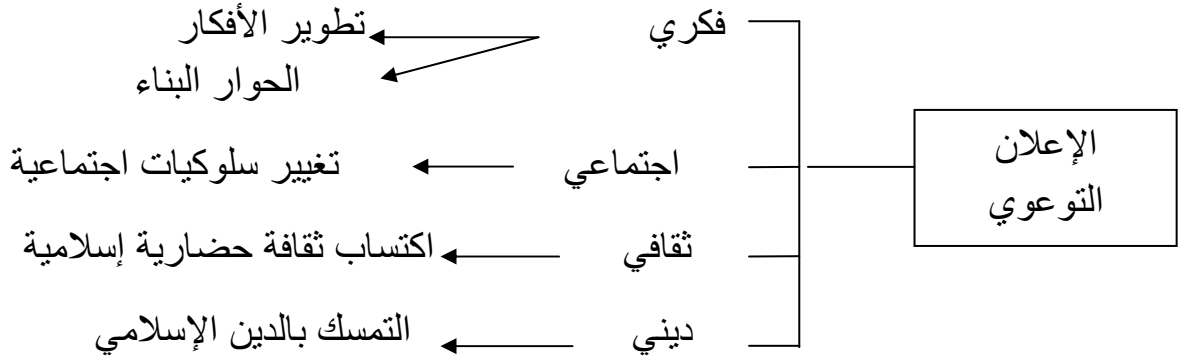 الإعلان
التوعوي
فكري
تطوير الأفكار
الحوار البناء
اجتماعي
تغيير سلوكيات اجتماعية
ثقافي
اكتساب ثقافة حضارية إسلامية
ديني
التمسك بالدين الإسلامي